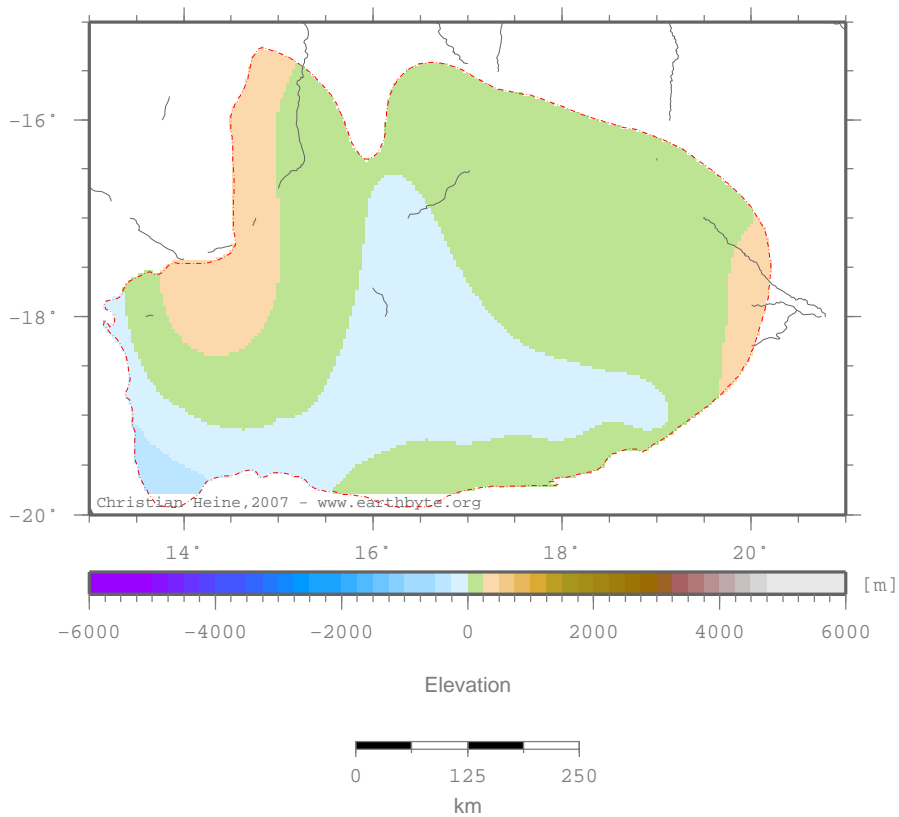 −16°
−18°
−20°
Christian Heine,2007 – www.earthbyte.org
14° 16° 18° 20°
[m]
−6000 −4000 −2000 0 2000 4000 6000
Elevation
0 125 250
km